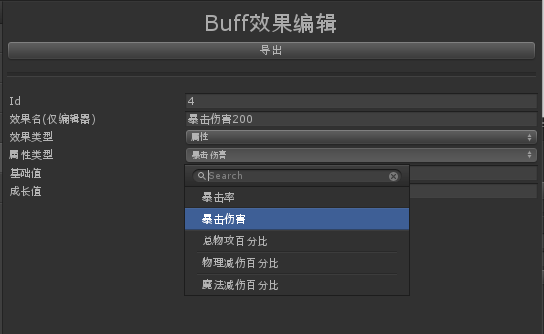 Buff效果编辑
导出
Id 4
效果名(仅编辑器) 暴击伤害200
效果类型 属性
属性类型 暴击伤害
基础值
成长值
Search
暴击率
暴击伤害
总物攻百分比
物理减伤百分比
魔法减伤百分比